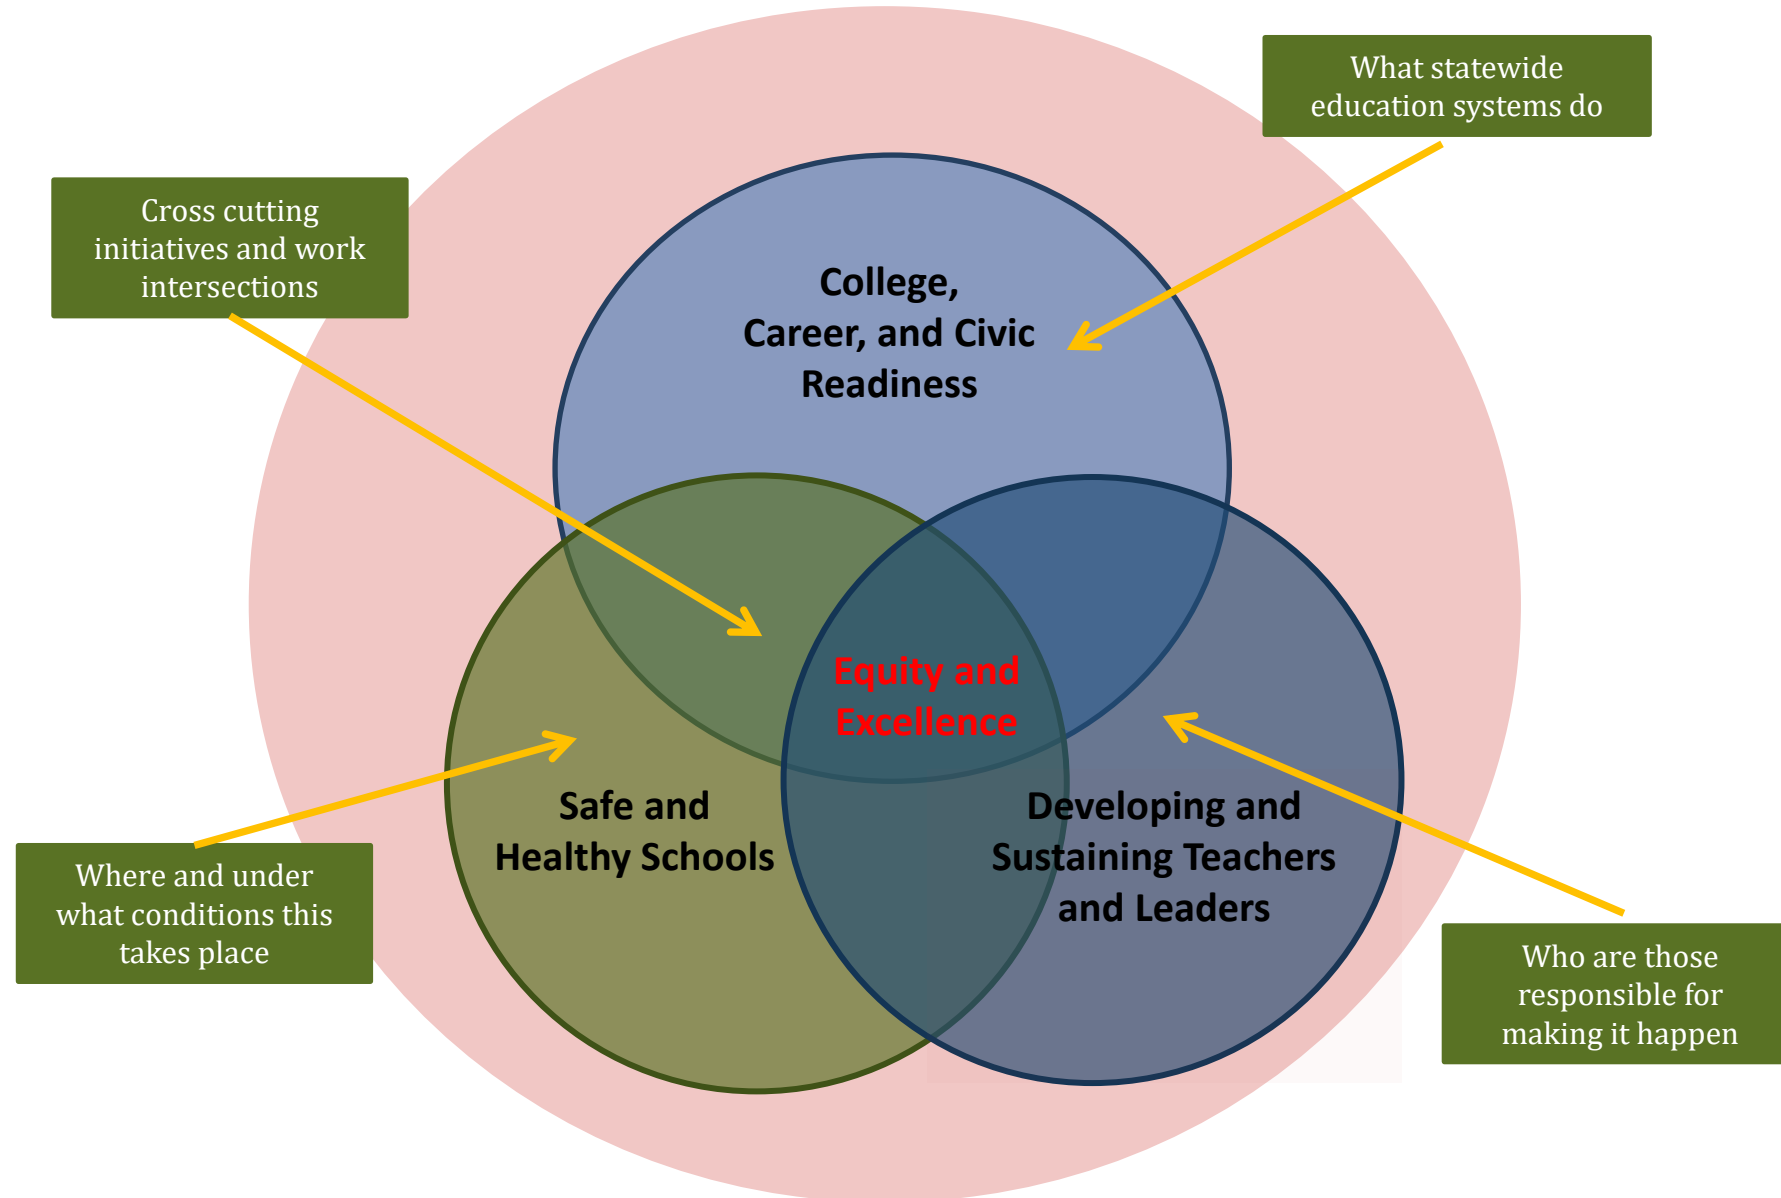 What statewide
education systems do
Cross cutting
initiatives and work
intersections
College,
Career, and Civic
Readiness
Equity and
Excellence
Safe and
Healthy Schools
Developing and
Sustaining Teachers
and Leaders
Where and under
what conditions this
takes place
Who are those
responsible for
making it happen